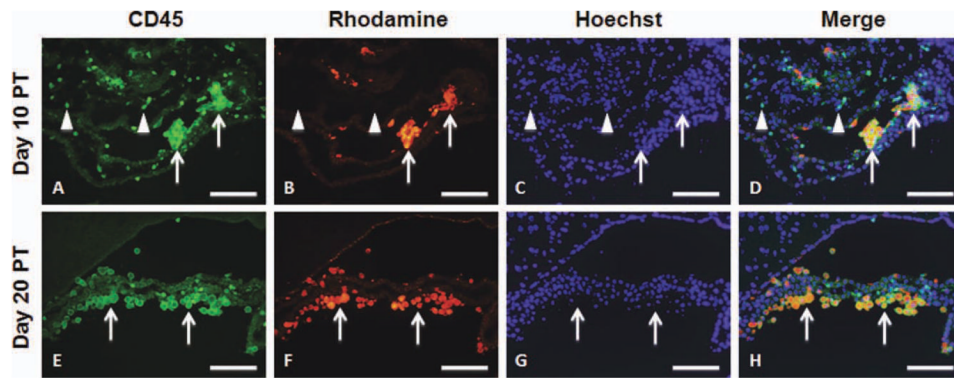 CD45 Rhodamine Hoechst Merge
Day 10 PT
A B C D
Day 20 PT
E F G H